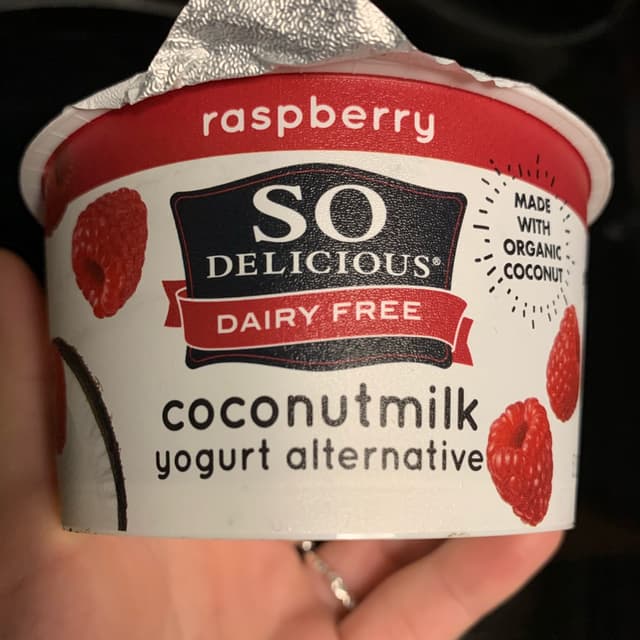 raspberry
SO
DELICIOUS®
DAIRY FREE
MADE
WITH
ORGANIC
COCONUT
coconutmilk
yogurt alternative